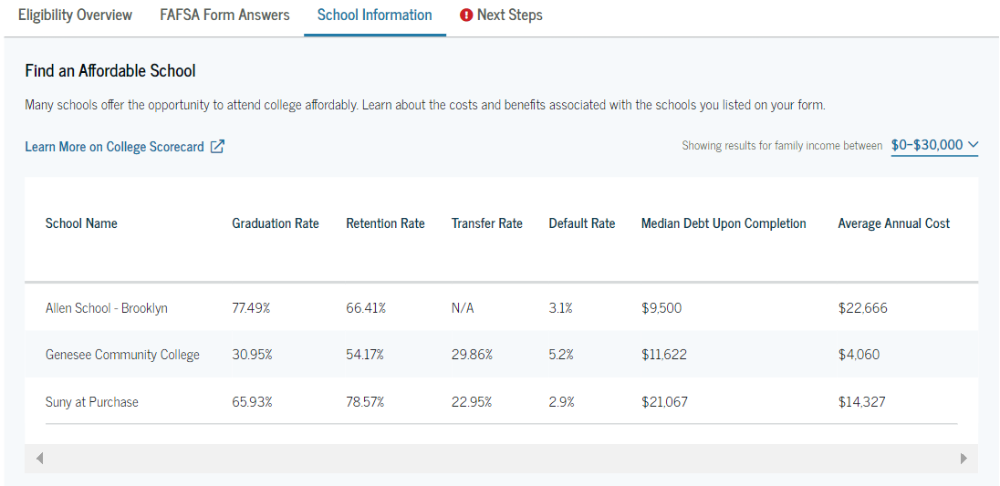 Eligibility Overview FAFSA Form Answers School Information Next Steps
Find an Affordable School
Many schools offer the opportunity to attend college affordably. Learn about the costs and benefits associated with the schools you listed on your form.
Learn More on College Scorecard Showing results for family income between $0-$30,000
School Name Graduation Rate Retention Rate Transfer Rate Default Rate Median Debt Upon Completion Average Annual Cost
Allen School - Brooklyn 77.49% 66.41% N/A 3.1% $9,500 $22,666
Genesee Community College 30.95% 54.17% 29.86% 5.2% $11,622 $4,060
Suny at Purchase 65.93% 78.57% 22.95% 2.9% $21,067 $14,327